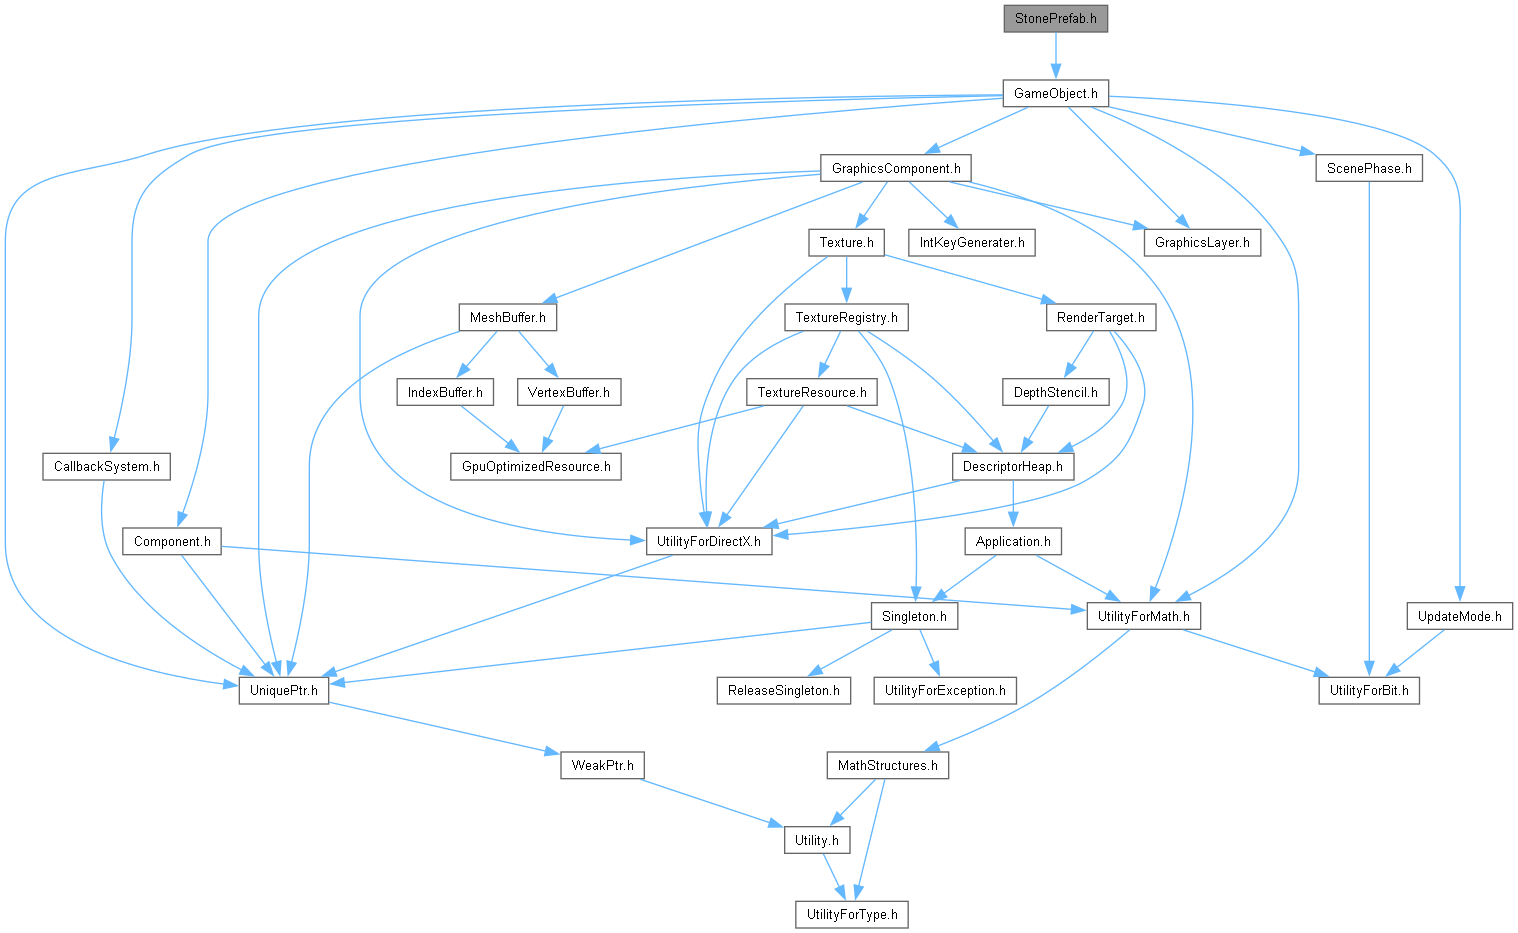 StonePrefab.h
GameObject.h
GraphicsComponent.h
ScenePhase.h
Texture.h
IntKeyGenerater.h
GraphicsLayer.h
MeshBuffer.h
TextureRegistry.h
RenderTarget.h
IndexBuffer.h
VertexBuffer.h
TextureResource.h
DepthStencil.h
CallbackSystem.h
GpuOptimizedResource.h
DescriptorHeap.h
Component.h
UtilityForDirectX.h
Application.h
Singleton.h
UtilityForMath.h
UpdateMode.h
UniquePtr.h
ReleaseSingleton.h
UtilityForException.h
UtilityForBit.h
WeakPtr.h
MathStructures.h
Utility.h
UtilityForType.h